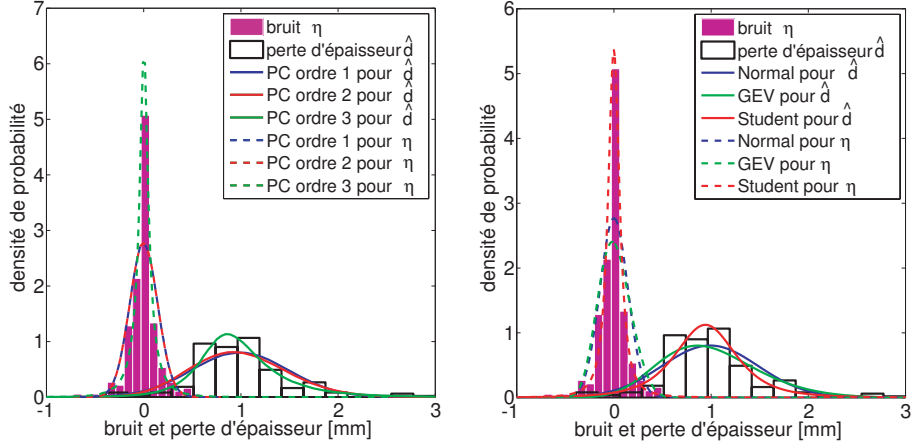 7
6
5
4
3
2
1
0
densité de probabilité
bruit η
perte d'épaisseur d̂
PC ordre 1 pour d̂
PC ordre 2 pour d̂
PC ordre 3 pour d̂
PC ordre 1 pour η
PC ordre 2 pour η
PC ordre 3 pour η
-1 0 1 2 3
bruit et perte d'épaisseur [mm]
6
5
4
3
2
1
0
densité de probabilité
bruit η
perte d'épaisseur d̂
Normal pour d̂
GEV pour d̂
Student pour d̂
Normal pour η
GEV pour η
Student pour η
-1 0 1 2 3
bruit et perte d'épaisseur [mm]